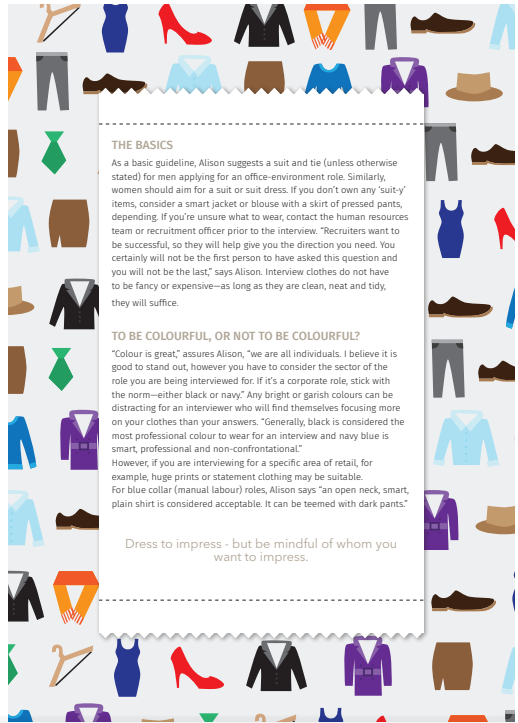 THE BASICS
As a basic guideline, Alison suggests a suit and tie (unless otherwise
stated) for men applying for an office-environment role. Similarly,
women should aim for a suit or suit dress. If you don't own any 'suit-y'
items, consider a smart jacket or blouse with a skirt of pressed pants,
depending. If you're unsure what to wear, contact the human resources
team or recruitment officer prior to the interview. "Recruiters want to
be successful, so they will help give you the direction you need. You
certainly will not be the first person to have asked this question and
you will not be the last," says Alison. Interview clothes do not have
to be fancy or expensive—as long as they are clean, neat and tidy,
they will suffice.
TO BE COLOURFUL, OR NOT TO BE COLOURFUL?
"Colour is great," assures Alison, "we are all individuals. I believe it is
good to stand out, however you have to consider the sector of the
role you are being interviewed for. If it's a corporate role, stick with
the norm—either black or navy." Any bright or garish colours can be
distracting for an interviewer who will find themselves focusing more
on your clothes than your answers. "Generally, black is considered the
most professional colour to wear for an interview and navy blue is
smart, professional and non-confrontational."
However, if you are interviewing for a specific area of retail, for
example, huge prints or statement clothing may be suitable.
For blue collar (manual labour) roles, Alison says "an open neck, smart,
plain shirt is considered acceptable. It can be teemed with dark pants."
Dress to impress - but be mindful of whom you
want to impress.